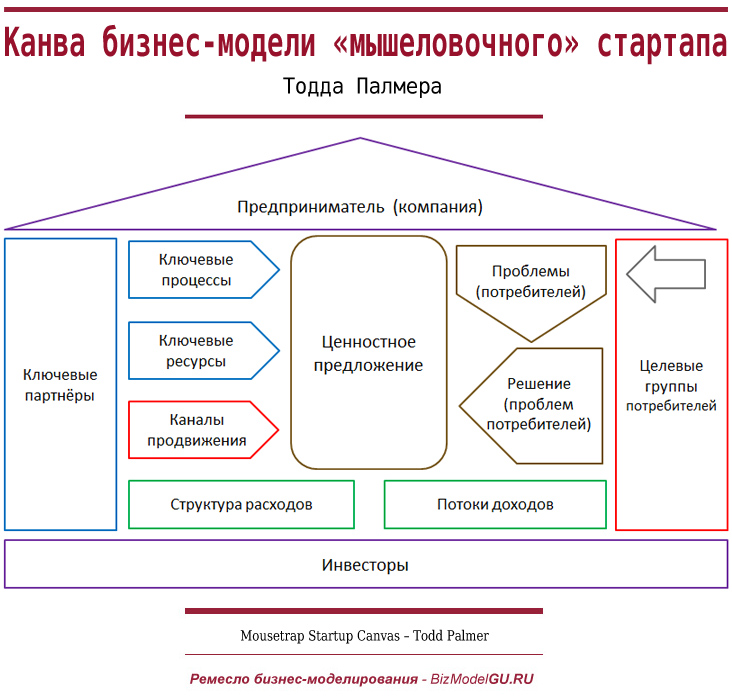 Канва бизнес-модели «мышеловочного» стартапа
Тодда Палмера
Предприниматель (компания)
Ключевые
партнёры
Ключевые
процессы
Ключевые
ресурсы
Каналы
продвижения
Ценностное
предложение
Проблемы
(потребителей)
Решение
(проблем
потребителей)
Целевые
группы
потребителей
Структура расходов
Потоки доходов
Инвесторы
Mousetrap Startup Canvas – Todd Palmer
Ремесло бизнес-моделирования - BizModelGU.RU